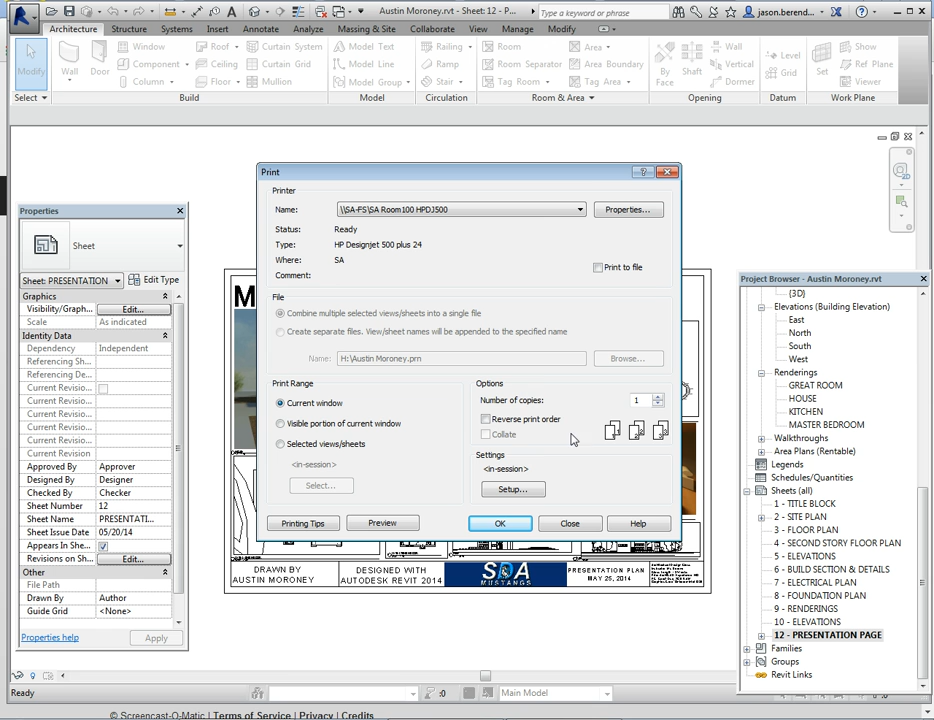 Austin Moroney.rvt - Sheet: 12 - P...
Type a keyword or phrase
jason.berend...
Architecture Structure Systems Insert Annotate Analyze Massing & Site Collaborate View Manage Modify
Modify
Wall
Door
Window
Component
Column
Roof
Ceiling
Floor
Curtain System
Curtain Grid
Mullion
Model Text
Model Line
Model Group
Railing
Ramp
Stair
Room
Room Separator
Tag Room
Area
Area Boundary
Tag Area
By Face
Shaft
Wall
Vertical
Dormer
Level
Grid
Set
Show
Ref Plane
Viewer
Select Build Model Circulation Room & Area Opening Datum Work Plane
Print
Printer
Name: \\SA-FS\SA Room100 HPDJ500 Properties...
Status: Ready
Type: HP Designjet 500 plus 24
Where: SA
Comment: Print to file
File
Combine multiple selected views/sheets into a single file
Create separate files. View/sheet names will be appended to the specified name
Name: H:\Austin Moroney.prn Browse...
Print Range
Current window
Visible portion of current window
Selected views/sheets
<in-session>
Select...
Options
Number of copies: 1
Reverse print order
Collate
Settings
<in-session>
Setup...
Printing Tips Preview OK Close Help
Properties
Sheet
Sheet: PRESENTATION Edit Type
Graphics
Visibility/Graph... Edit...
Scale As indicated
Identity Data
Dependency Independent
Referencing Sh...
Referencing De...
Current Revisio...
Current Revisio...
Current Revisio...
Current Revisio...
Current Revisio...
Current Revision
Approved By Approver
Designed By Designer
Checked By Checker
Sheet Number 12
Sheet Name PRESENTATI...
Sheet Issue Date 05/20/14
Appears In She...
Revisions on Sh... Edit...
Other
File Path
Drawn By Author
Guide Grid <None>
Properties help Apply
M
DRAWN BY
AUSTIN MORONEY
DESIGNED WITH
AUTODESK REVIT 2014
SDA
MUSTANGS
PRESENTATION PLAN
MAY 25, 2014
Project Browser - Austin Moroney.rvt
{3D}
Elevations (Building Elevation)
East
North
South
West
Renderings
GREAT ROOM
HOUSE
KITCHEN
MASTER BEDROOM
Walkthroughs
Area Plans (Rentable)
Legends
Schedules/Quantities
Sheets (all)
1 - TITLE BLOCK
2 - SITE PLAN
3 - FLOOR PLAN
4 - SECOND STORY FLOOR PLAN
5 - ELEVATIONS
6 - BUILD SECTION & DETAILS
7 - ELECTRICAL PLAN
8 - FOUNDATION PLAN
9 - RENDERINGS
10 - ELEVATIONS
12 - PRESENTATION PAGE
Families
Groups
Revit Links
Ready
:0
Main Model
© Screencast-O-Matic | Terms of Service | Privacy | Credits